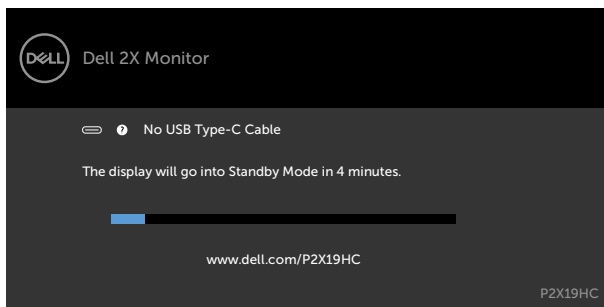 DELL
Dell 2X Monitor
? No USB Type-C Cable
The display will go into Standby Mode in 4 minutes.
www.dell.com/P2X19HC
P2X19HC